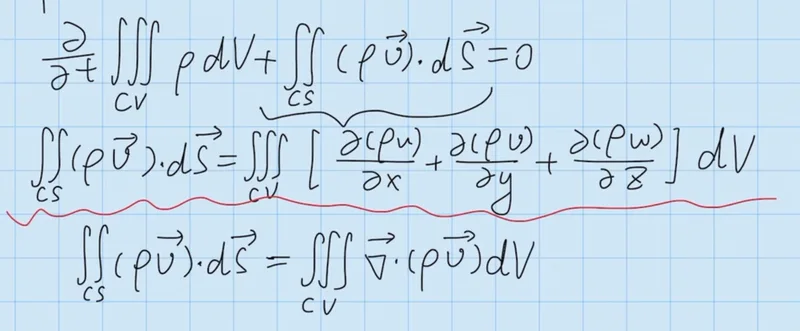 ∂/∂t ∭_CV ρ dV + ∬_CS (ρ v⃗)·dS⃗ = 0
∬_CS (ρ v⃗)·dS⃗ = ∭_CV [ ∂(ρu)/∂x + ∂(ρv)/∂y + ∂(ρw)/∂z ] dV
∬_CS (ρ v⃗)·dS⃗ = ∭_CV ∇⃗·(ρ v⃗) dV